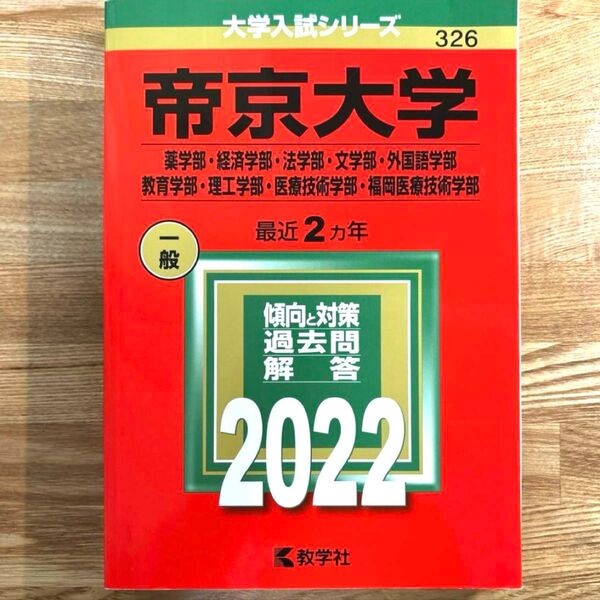 大学入試シリーズ
326
帝京大学
薬学部・経済学部・法学部・文学部・外国語学部
教育学部・理工学部・医療技術学部・福岡医療技術学部
最近2カ年
一般
傾向と対策
過去問
解答
2022
教学社